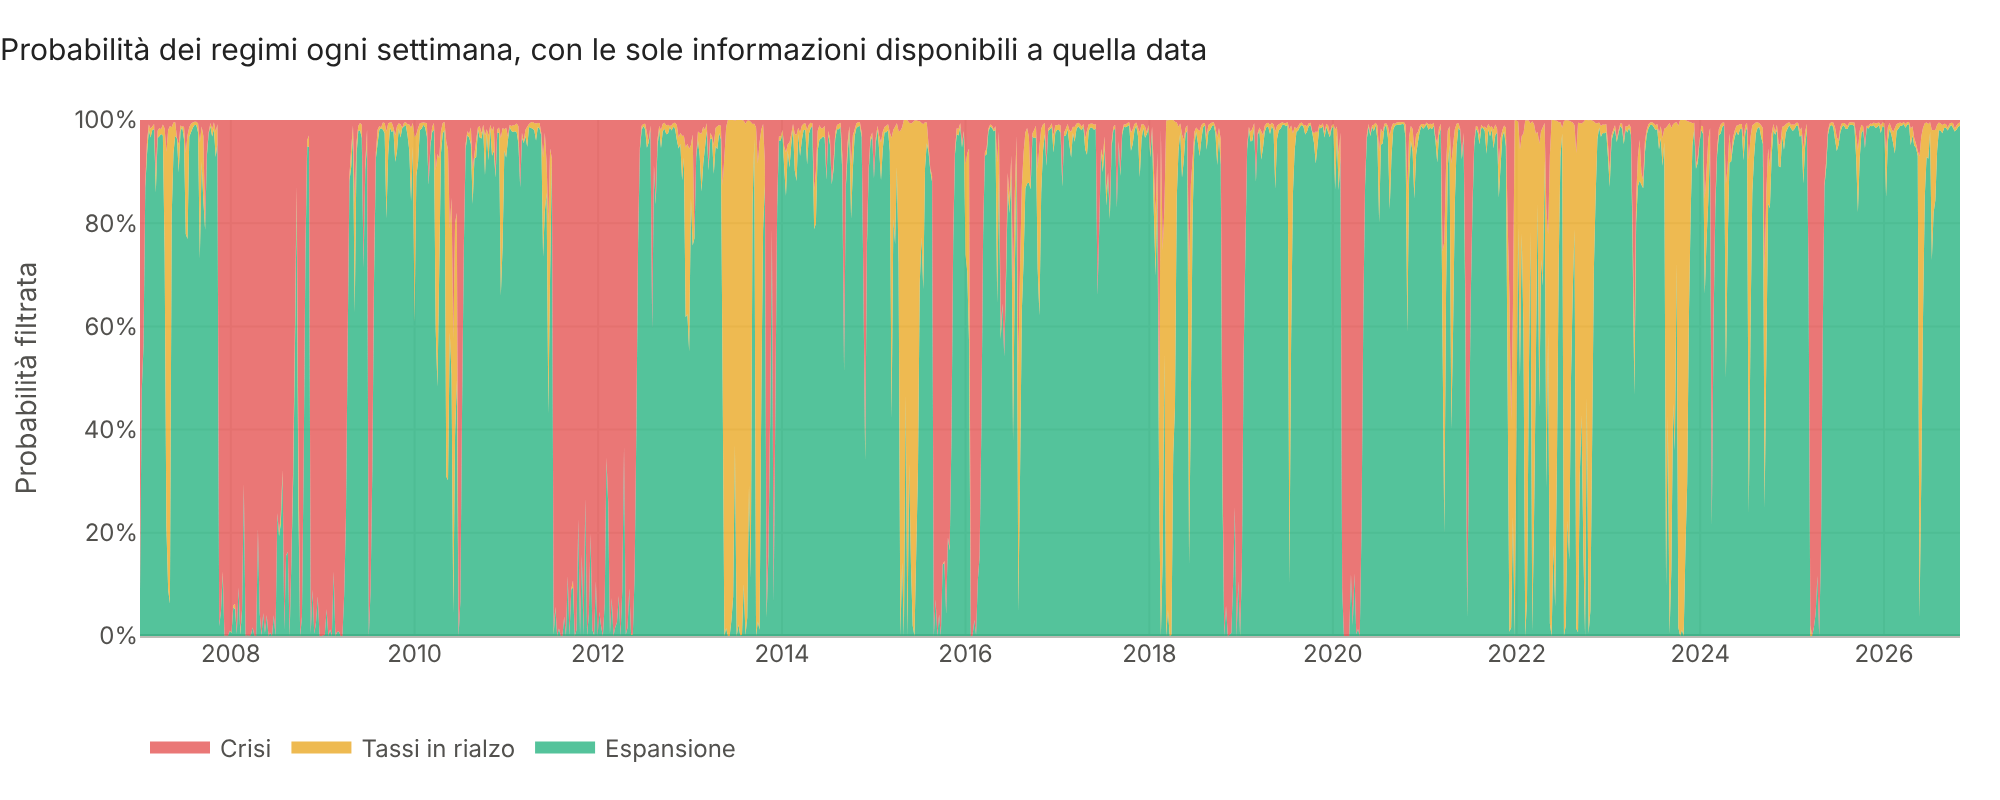 Probabilità dei regimi ogni settimana, con le sole informazioni disponibili a quella data
Probabilità filtrata
100%
80%
60%
40%
20%
0%
2008 2010 2012 2014 2016 2018 2020 2022 2024 2026
Crisi Tassi in rialzo Espansione